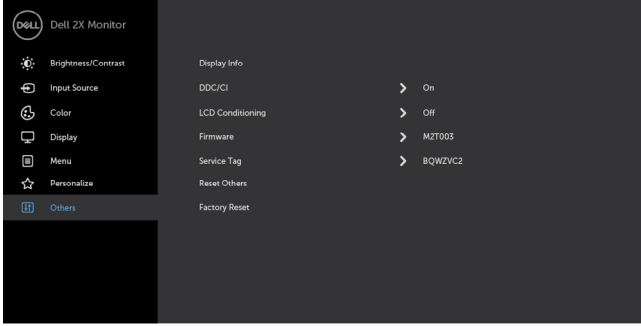 DELL Dell 2X Monitor
Brightness/Contrast Display Info
Input Source DDC/CI On
Color LCD Conditioning Off
Display Firmware M2T003
Menu Service Tag BQWZVC2
Personalize Reset Others
Others Factory Reset